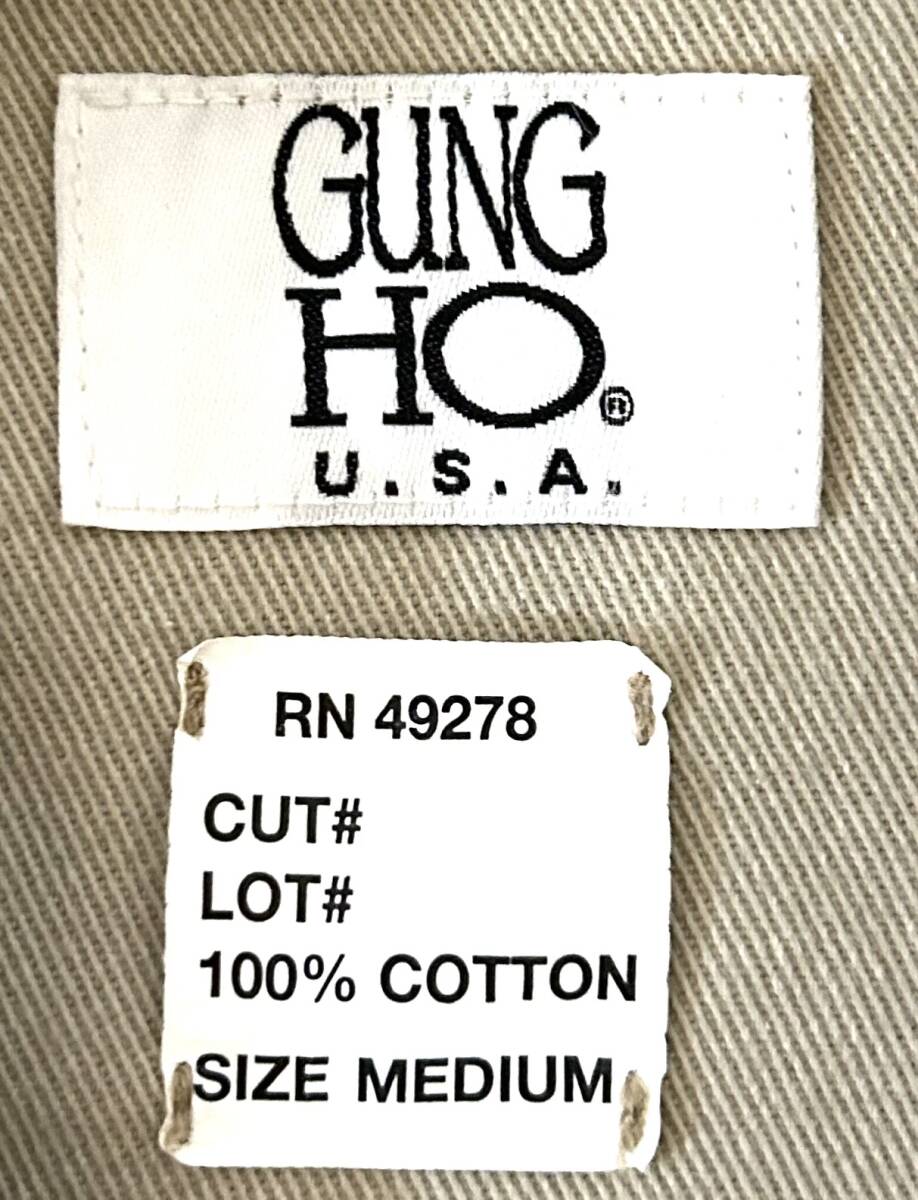 GUNG
HO®
U.S.A.
RN 49278
CUT#
LOT#
100% COTTON
SIZE MEDIUM